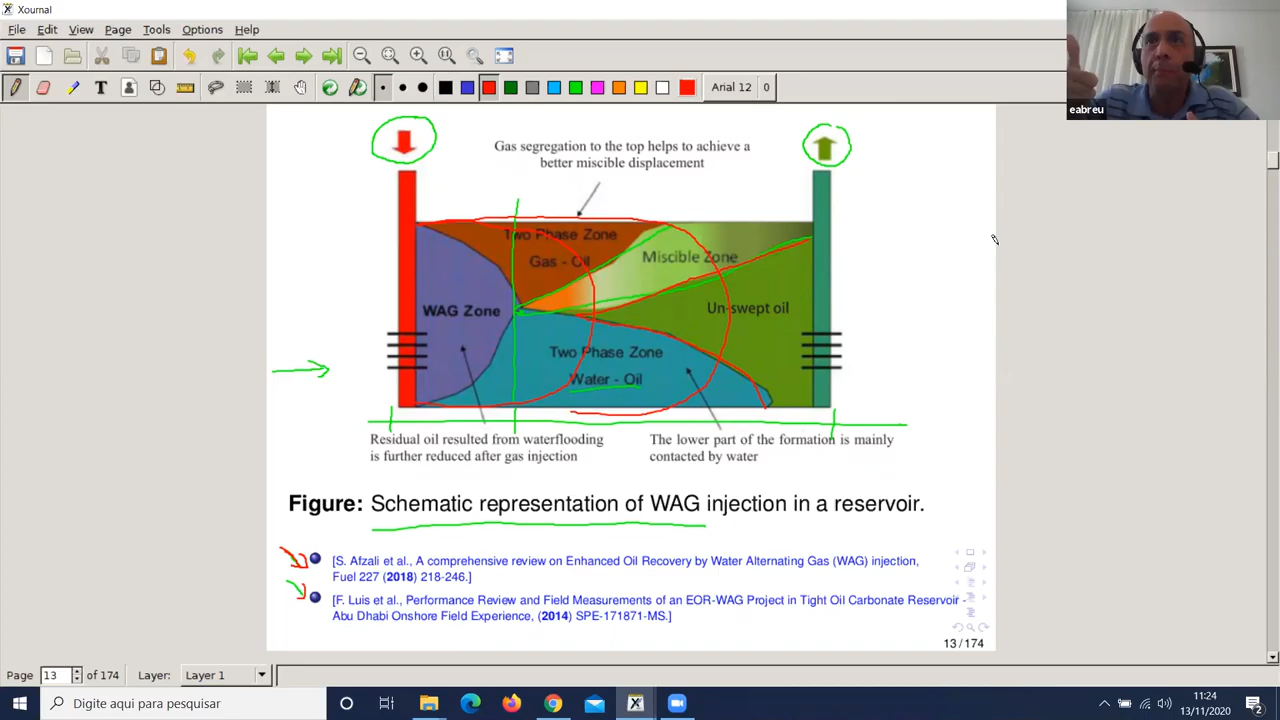 Xournal
File Edit View Page Tools Options Help
T
Arial 12 0
eabreu
Gas segregation to the top helps to achieve a
better miscible displacement
Two Phase Zone
Gas - Oil
Miscible Zone
WAG Zone
Un-swept oil
Two Phase Zone
Water - Oil
Residual oil resulted from waterflooding
is further reduced after gas injection
The lower part of the formation is mainly
contacted by water
Figure: Schematic representation of WAG injection in a reservoir.
[S. Afzali et al., A comprehensive review on Enhanced Oil Recovery by Water Alternating Gas (WAG) injection,
Fuel 227 (2018) 218-246.]
[F. Luis et al., Performance Review and Field Measurements of an EOR-WAG Project in Tight Oil Carbonate Reservoir -
Abu Dhabi Onshore Field Experience, (2014) SPE-171871-MS.]
13 / 174
Page 13 of 174 Layer: Layer 1
Digite aqui para pesquisar
11:24
13/11/2020
2